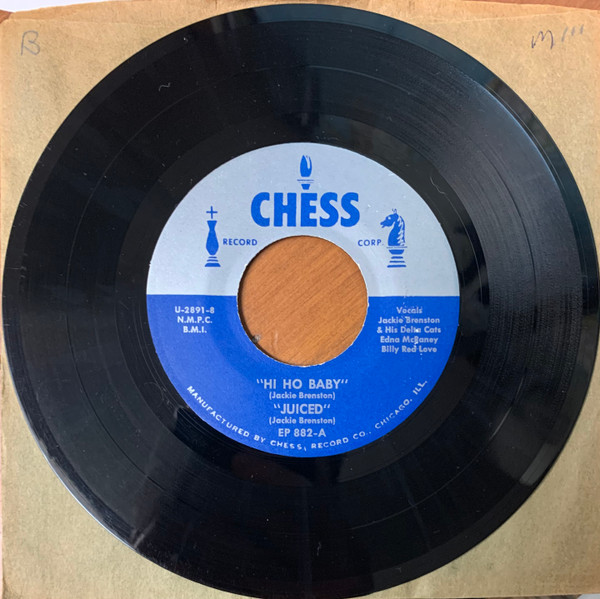 B
CHESS
RECORD CORP.
U-2891-8
N.M.P.C.
B.M.I.
Vocals
Jackie Brenston
& His Delta Cats
Edna McRaney
Billy Red Love
"HI HO BABY"
(Jackie Brenston)
"JUICED"
(Jackie Brenston)
EP 882-A
MANUFACTURED BY CHESS, RECORD CO., CHICAGO, ILL.